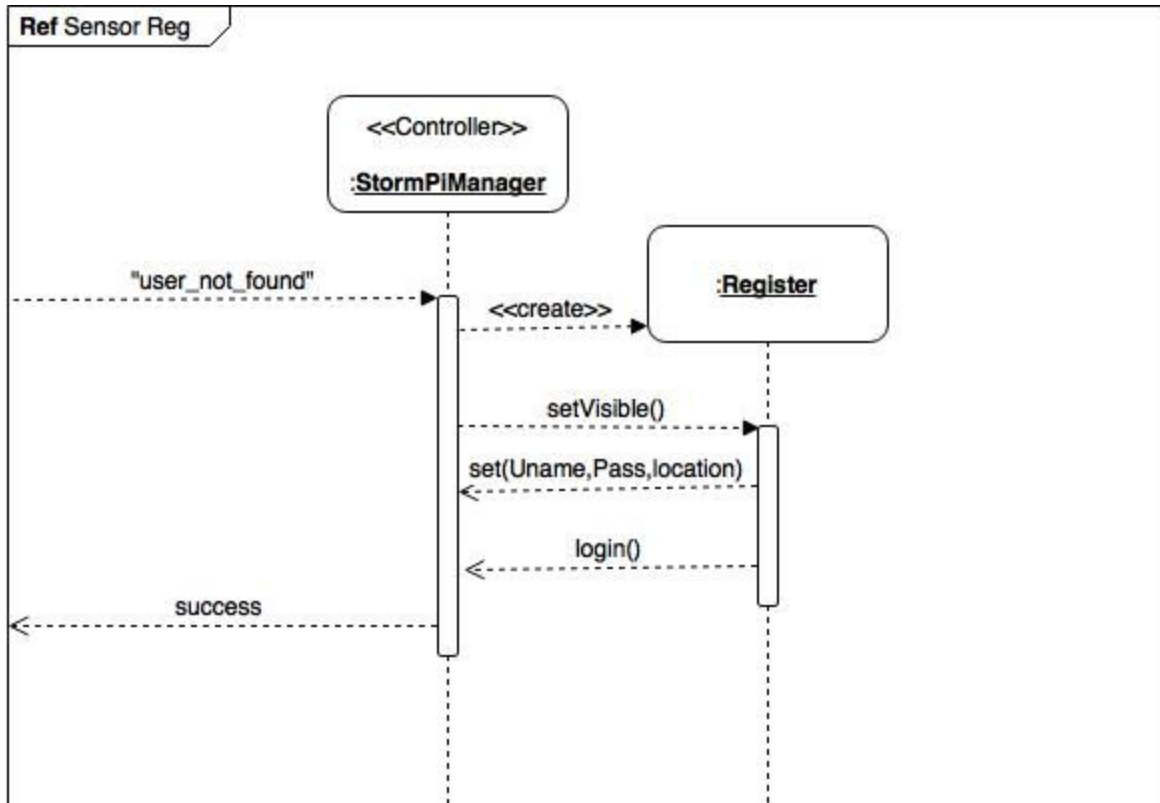 Ref Sensor Reg
<<Controller>>
:StormPiManager
:Register
"user_not_found"
<<create>>
setVisible()
set(Uname,Pass,location)
login()
success